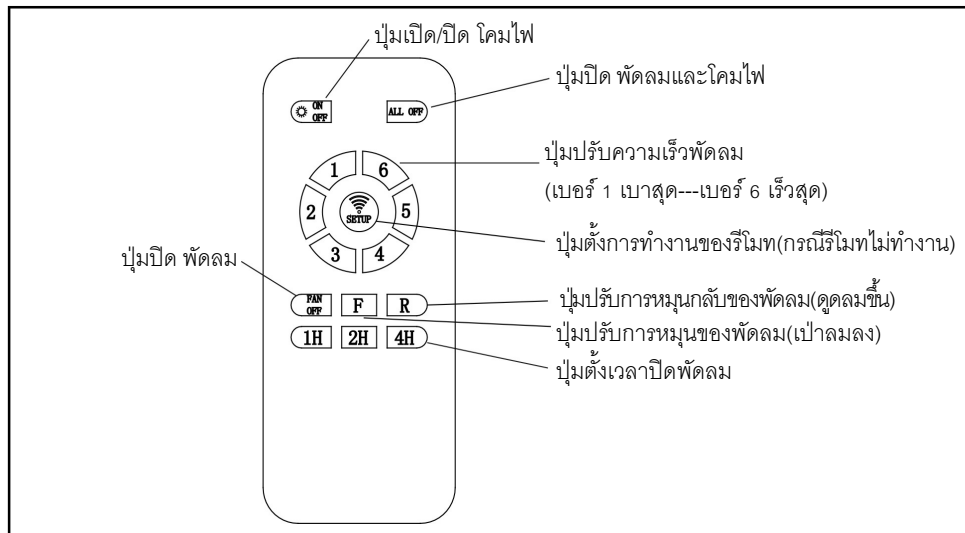 ปุ่มเปิด/ปิด โคมไฟ
ปุ่มปิด พัดลมและโคมไฟ
ON
OFF
ALL OFF
ปุ่มปรับความเร็วพัดลม
(เบอร์ 1 เบาสุด---เบอร์ 6 เร็วสุด)
1 6
2 5
SETUP
ปุ่มตั้งการทำงานของรีโมท(กรณีรีโมทไม่ทำงาน)
3 4
ปุ่มปิด พัดลม
FAN
OFF
F R
ปุ่มปรับการหมุนกลับของพัดลม(ดูดลมขึ้น)
ปุ่มปรับการหมุนของพัดลม(เป่าลมลง)
1H 2H 4H
ปุ่มตั้งเวลาปิดพัดลม